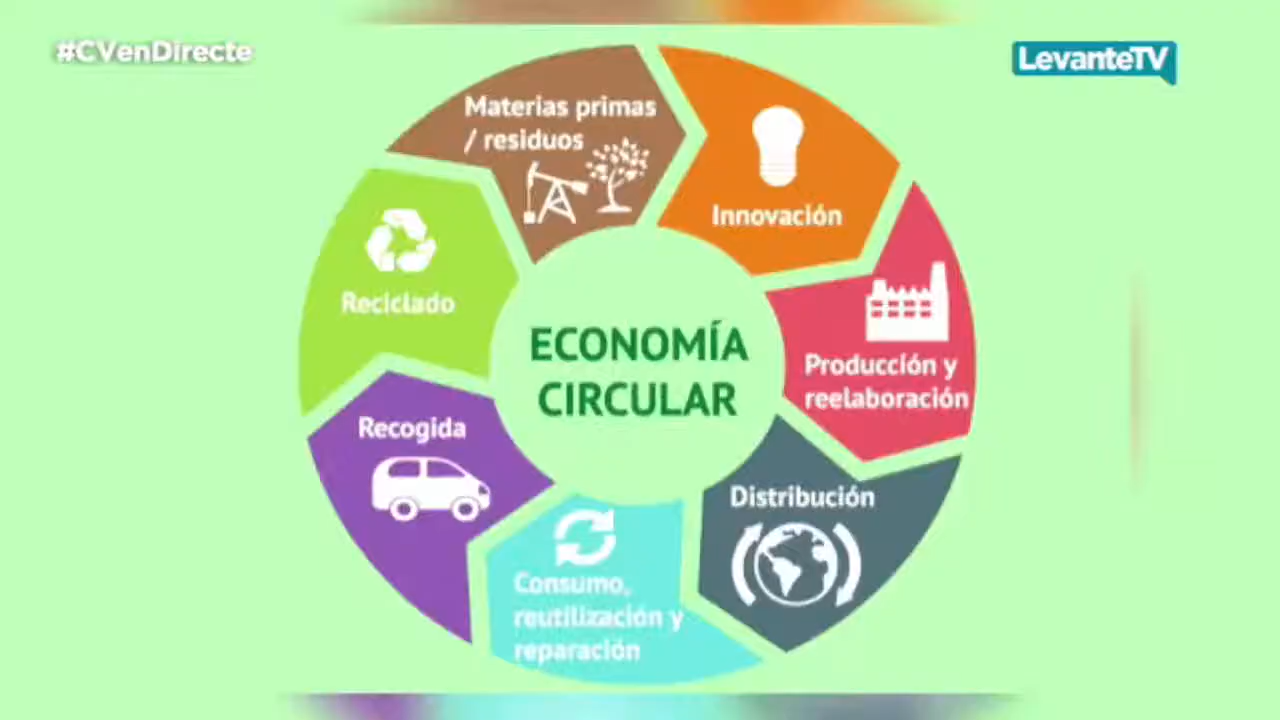 #CVenDirecte
LevanteTV
Materias primas
/ residuos
Innovación
Producción y
reelaboración
Distribución
Consumo,
reutilización y
reparación
Recogida
Reciclado
ECONOMÍA
CIRCULAR